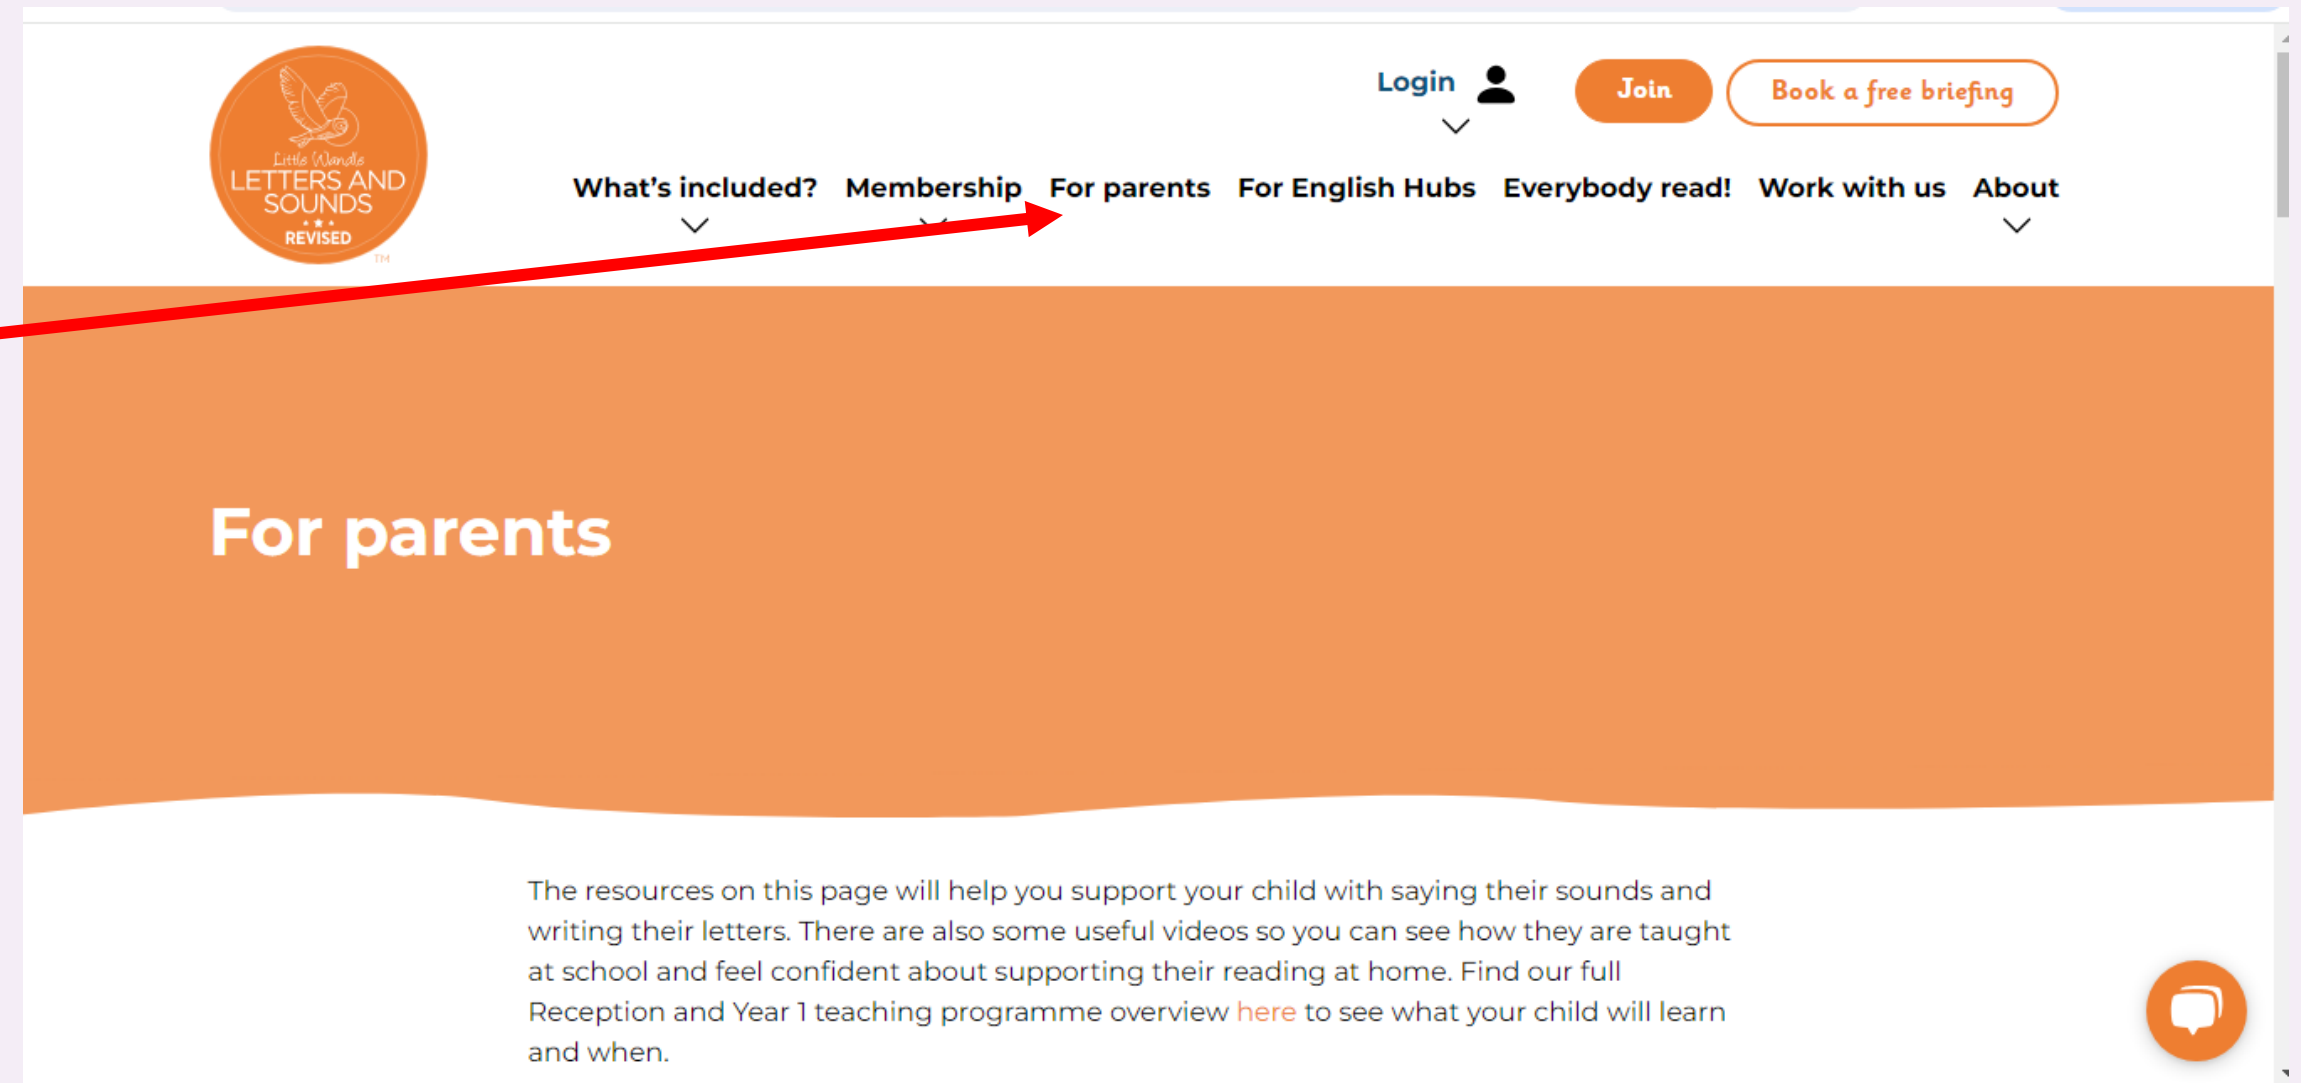 Little Wandle
LETTERS AND
SOUNDS
REVISED
TM
Login
Join
Book a free briefing
What's included? Membership For parents For English Hubs Everybody read! Work with us About
For parents
The resources on this page will help you support your child with saying their sounds and
writing their letters. There are also some useful videos so you can see how they are taught
at school and feel confident about supporting their reading at home. Find our full
Reception and Year 1 teaching programme overview here to see what your child will learn
and when.